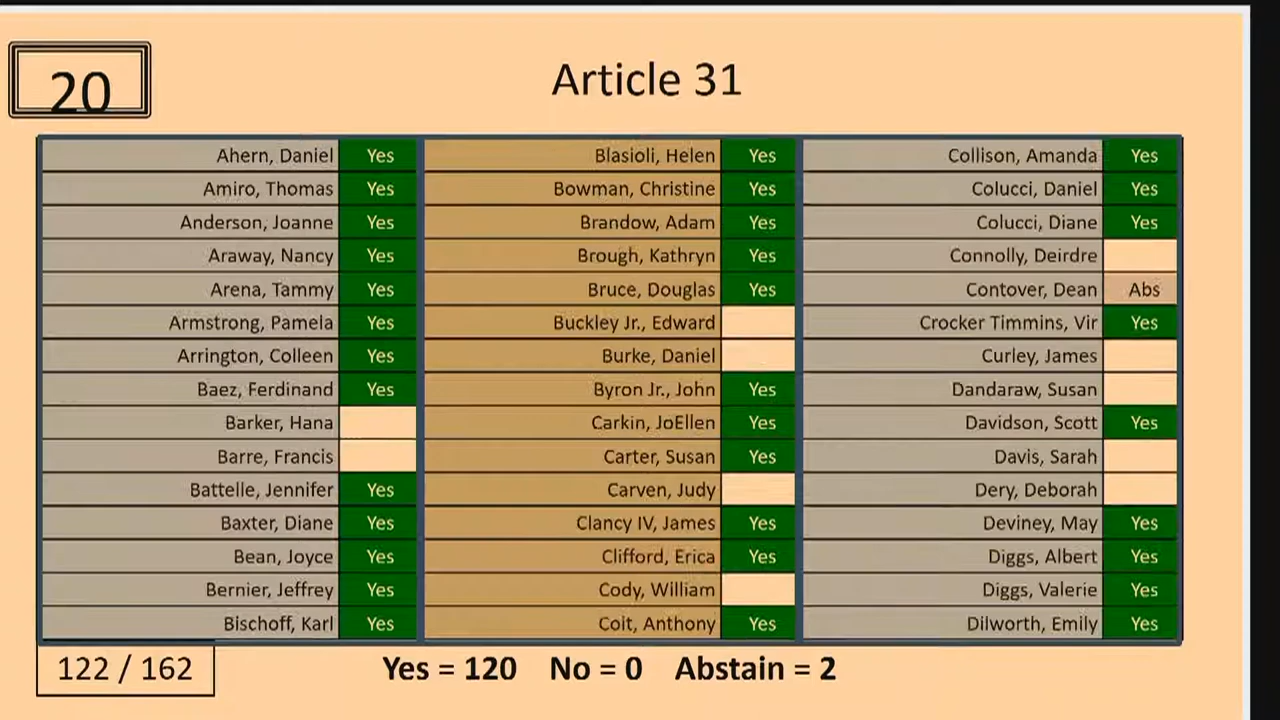 20
Article 31
Ahern, Daniel Yes Blasioli, Helen Yes Collison, Amanda Yes
Amiro, Thomas Yes Bowman, Christine Yes Colucci, Daniel Yes
Anderson, Joanne Yes Brandow, Adam Yes Colucci, Diane Yes
Araway, Nancy Yes Brough, Kathryn Yes Connolly, Deirdre
Arena, Tammy Yes Bruce, Douglas Yes Contover, Dean Abs
Armstrong, Pamela Yes Buckley Jr., Edward Crocker Timmins, Vir Yes
Arrington, Colleen Yes Burke, Daniel Curley, James
Baez, Ferdinand Yes Byron Jr., John Yes Dandaraw, Susan
Barker, Hana Carkin, JoEllen Yes Davidson, Scott Yes
Barre, Francis Carter, Susan Yes Davis, Sarah
Battelle, Jennifer Yes Carven, Judy Dery, Deborah
Baxter, Diane Yes Clancy IV, James Yes Deviney, May Yes
Bean, Joyce Yes Clifford, Erica Yes Diggs, Albert Yes
Bernier, Jeffrey Yes Cody, William Diggs, Valerie Yes
Bischoff, Karl Yes Coit, Anthony Yes Dilworth, Emily Yes
122 / 162 Yes = 120 No = 0 Abstain = 2